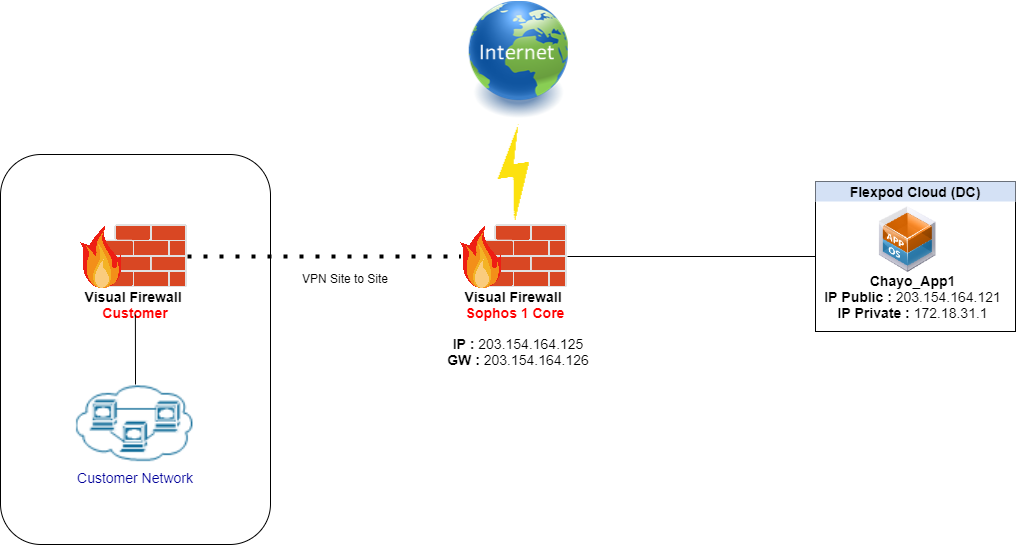 Internet
Flexpod Cloud (DC)
APP
OS
Chayo_App1
IP Public : 203.154.164.121
IP Private : 172.18.31.1
VPN Site to Site
Visual Firewall
Customer
Visual Firewall
Sophos 1 Core
IP : 203.154.164.125
GW : 203.154.164.126
Customer Network